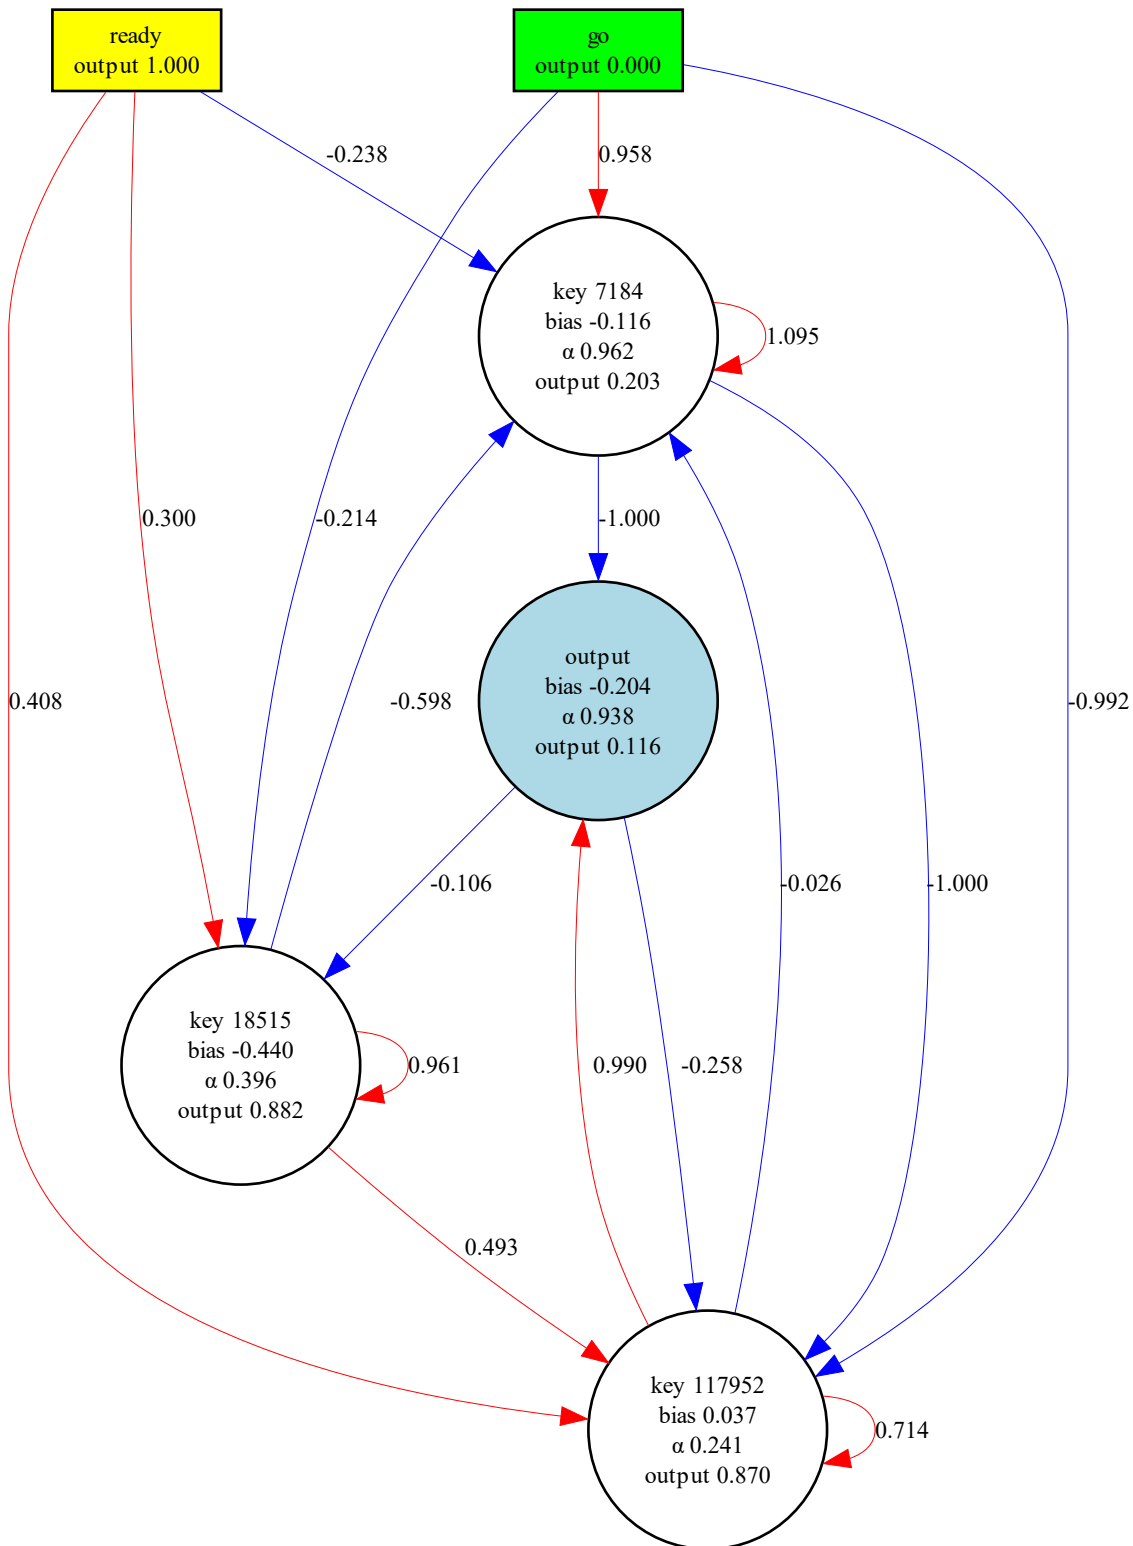 ready
output 1.000
go
output 0.000
-0.238
0.958
key 7184
bias -0.116
α 0.962
output 0.203
1.095
0.300
-0.214
-1.000
output
bias -0.204
α 0.938
output 0.116
0.408
-0.598
-0.992
-0.106
-0.026
-1.000
key 18515
bias -0.440
α 0.396
output 0.882
0.961
0.990
-0.258
0.493
key 117952
bias 0.037
α 0.241
output 0.870
0.714